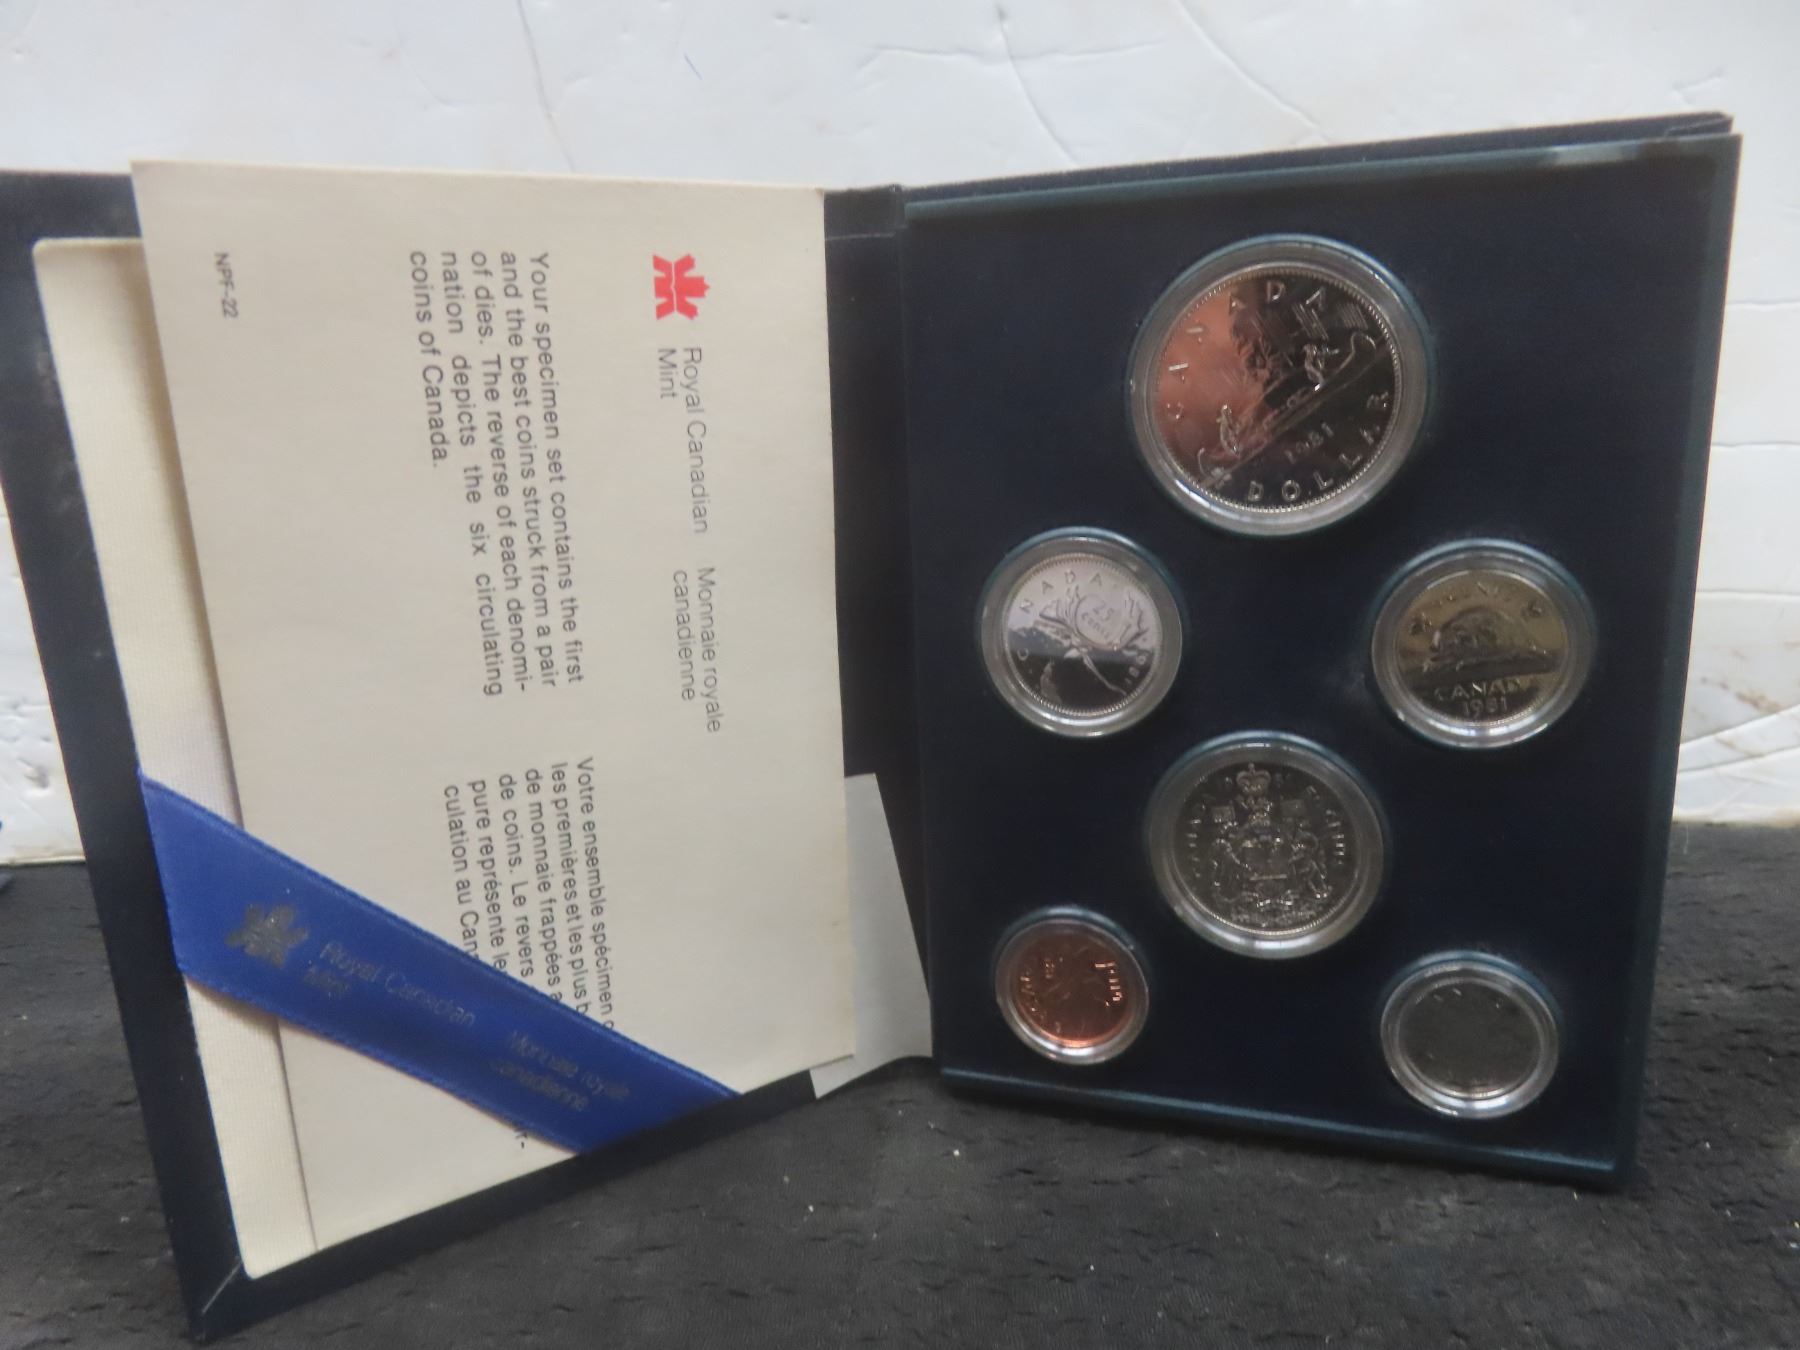 Royal Canadian
Mint
Monnaie royale
canadienne
Your specimen set contains the first
and the best coins struck from a pair
of dies. The reverse of each denomi-
nation depicts the six circulating
coins of Canada.
Votre ensemble spécimen
les premières et les plus
de monnaie frappées
de coins. Le revers
pure représente
culation au
NPF-22
Royal Canadian
Mint
Monnaie royale
canadienne
CANADA
1981
DOLLAR
CANADA
25
cents
CANADA
1981